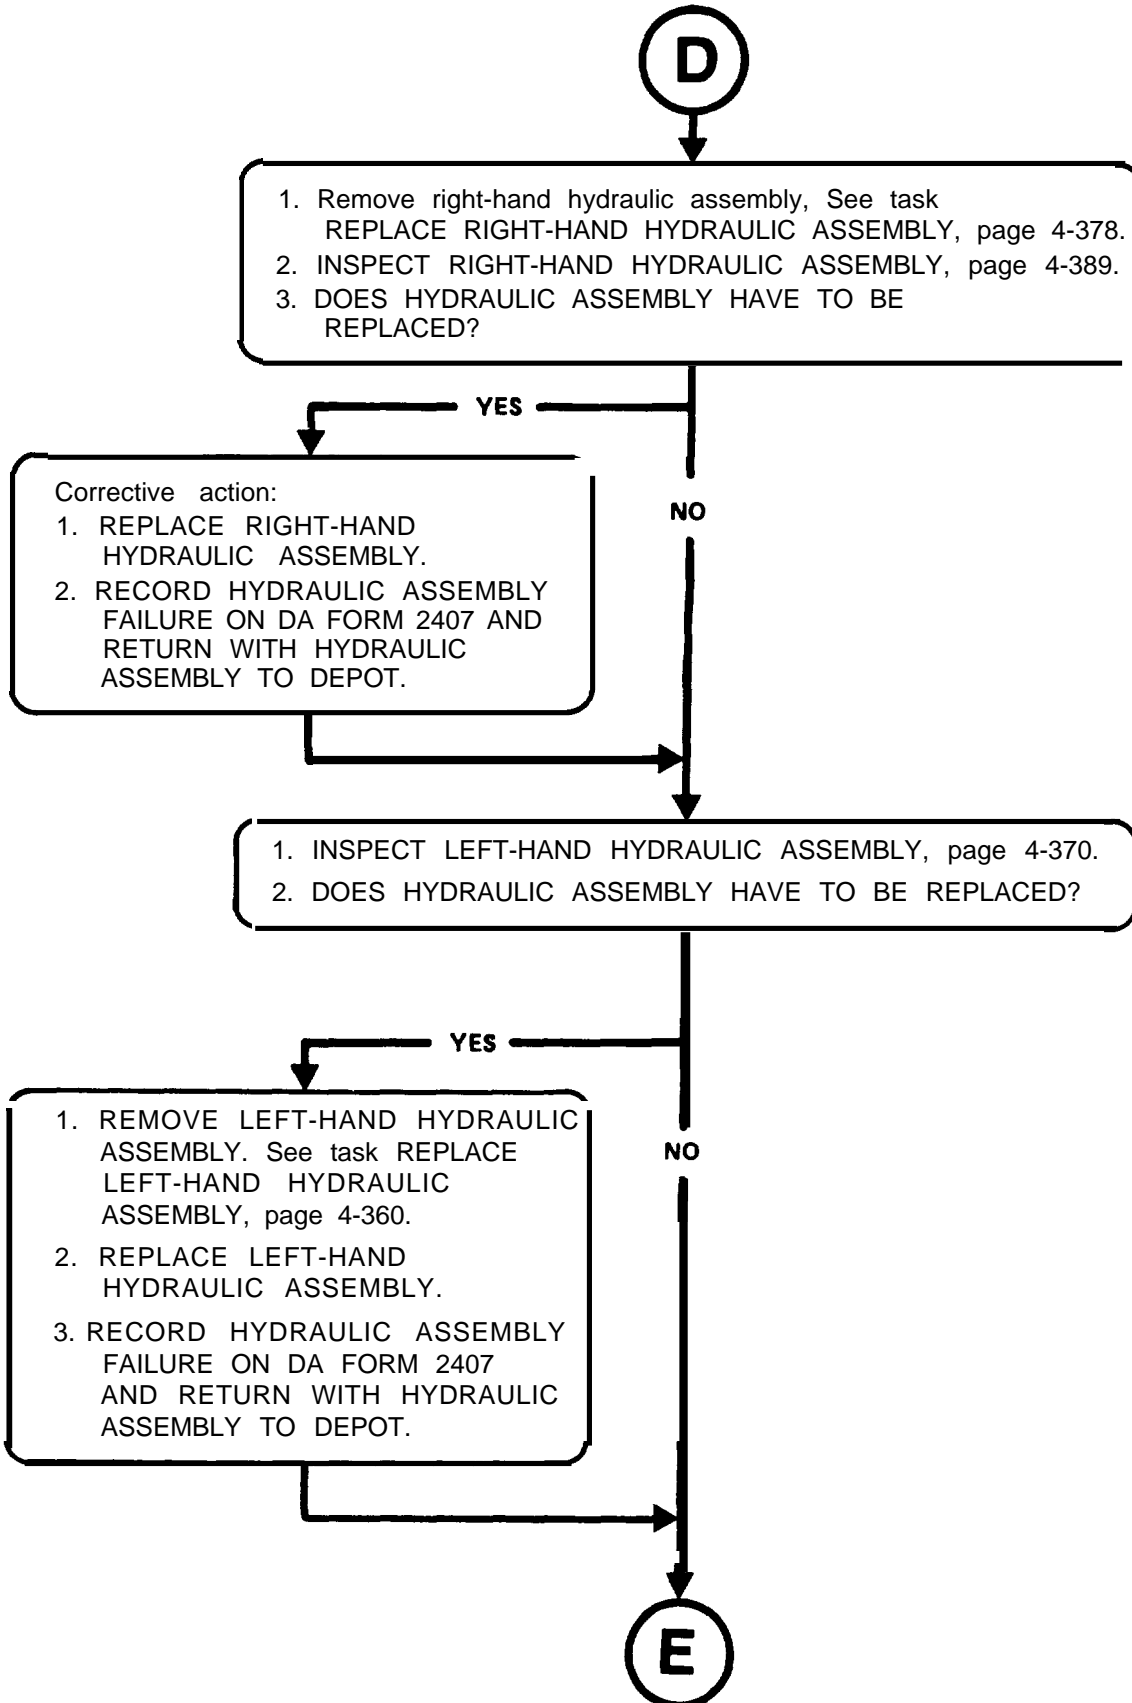 D
1. Remove right-hand hydraulic assembly, See task
REPLACE RIGHT-HAND HYDRAULIC ASSEMBLY, page 4-378.
2. INSPECT RIGHT-HAND HYDRAULIC ASSEMBLY, page 4-389.
3. DOES HYDRAULIC ASSEMBLY HAVE TO BE
REPLACED?
YES
NO
Corrective action:
1. REPLACE RIGHT-HAND
HYDRAULIC ASSEMBLY.
2. RECORD HYDRAULIC ASSEMBLY
FAILURE ON DA FORM 2407 AND
RETURN WITH HYDRAULIC
ASSEMBLY TO DEPOT.
1. INSPECT LEFT-HAND HYDRAULIC ASSEMBLY, page 4-370.
2. DOES HYDRAULIC ASSEMBLY HAVE TO BE REPLACED?
YES
NO
1. REMOVE LEFT-HAND HYDRAULIC
ASSEMBLY. See task REPLACE
LEFT-HAND HYDRAULIC
ASSEMBLY, page 4-360.
2. REPLACE LEFT-HAND
HYDRAULIC ASSEMBLY.
3. RECORD HYDRAULIC ASSEMBLY
FAILURE ON DA FORM 2407
AND RETURN WITH HYDRAULIC
ASSEMBLY TO DEPOT.
E